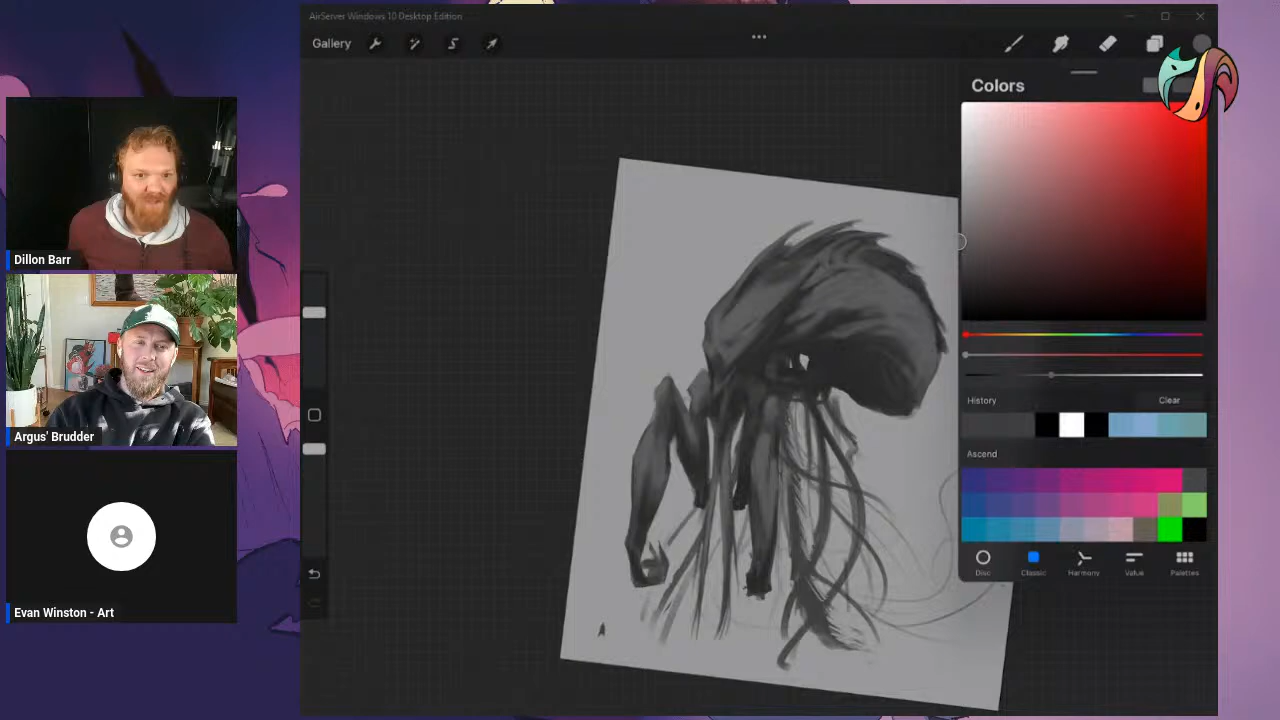 AirServer Windows 10 Desktop Edition
Gallery
Colors
Dillon Barr
Argus' Brudder
Evan Winston - Art
History
Clear
Ascend
Disc
Classic
Harmony
Value
Palettes